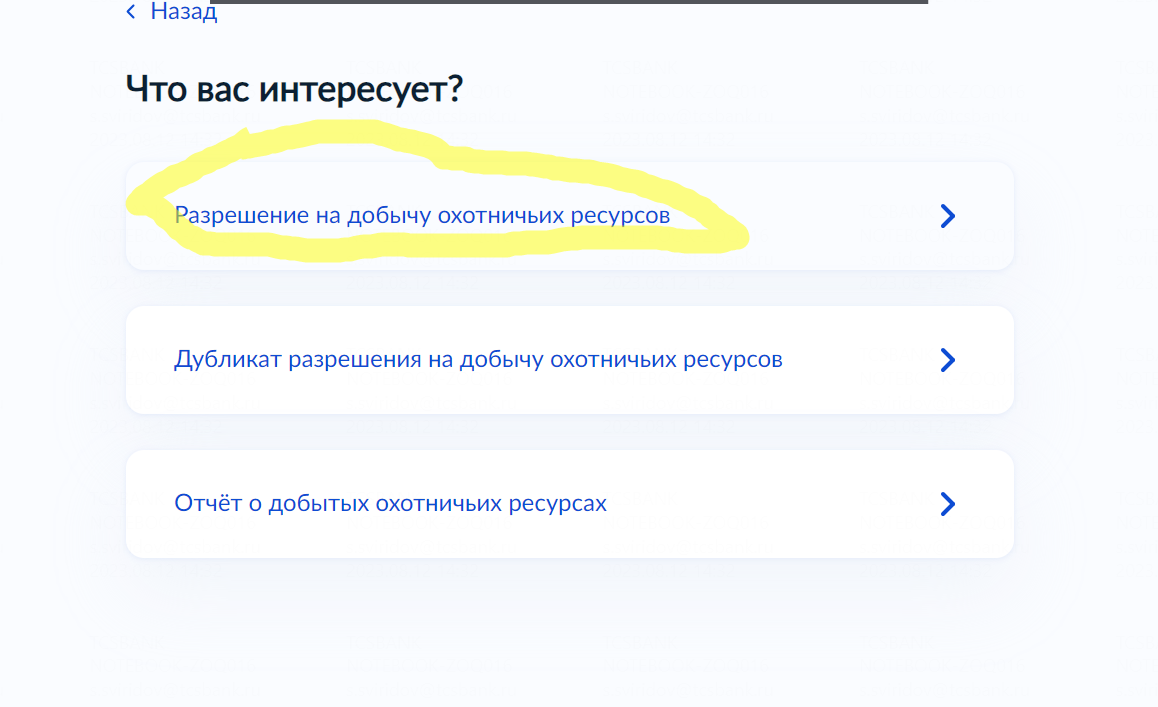 Назад
Что вас интересует?
Разрешение на добычу охотничьих ресурсов
Дубликат разрешения на добычу охотничьих ресурсов
Отчёт о добытых охотничьих ресурсах